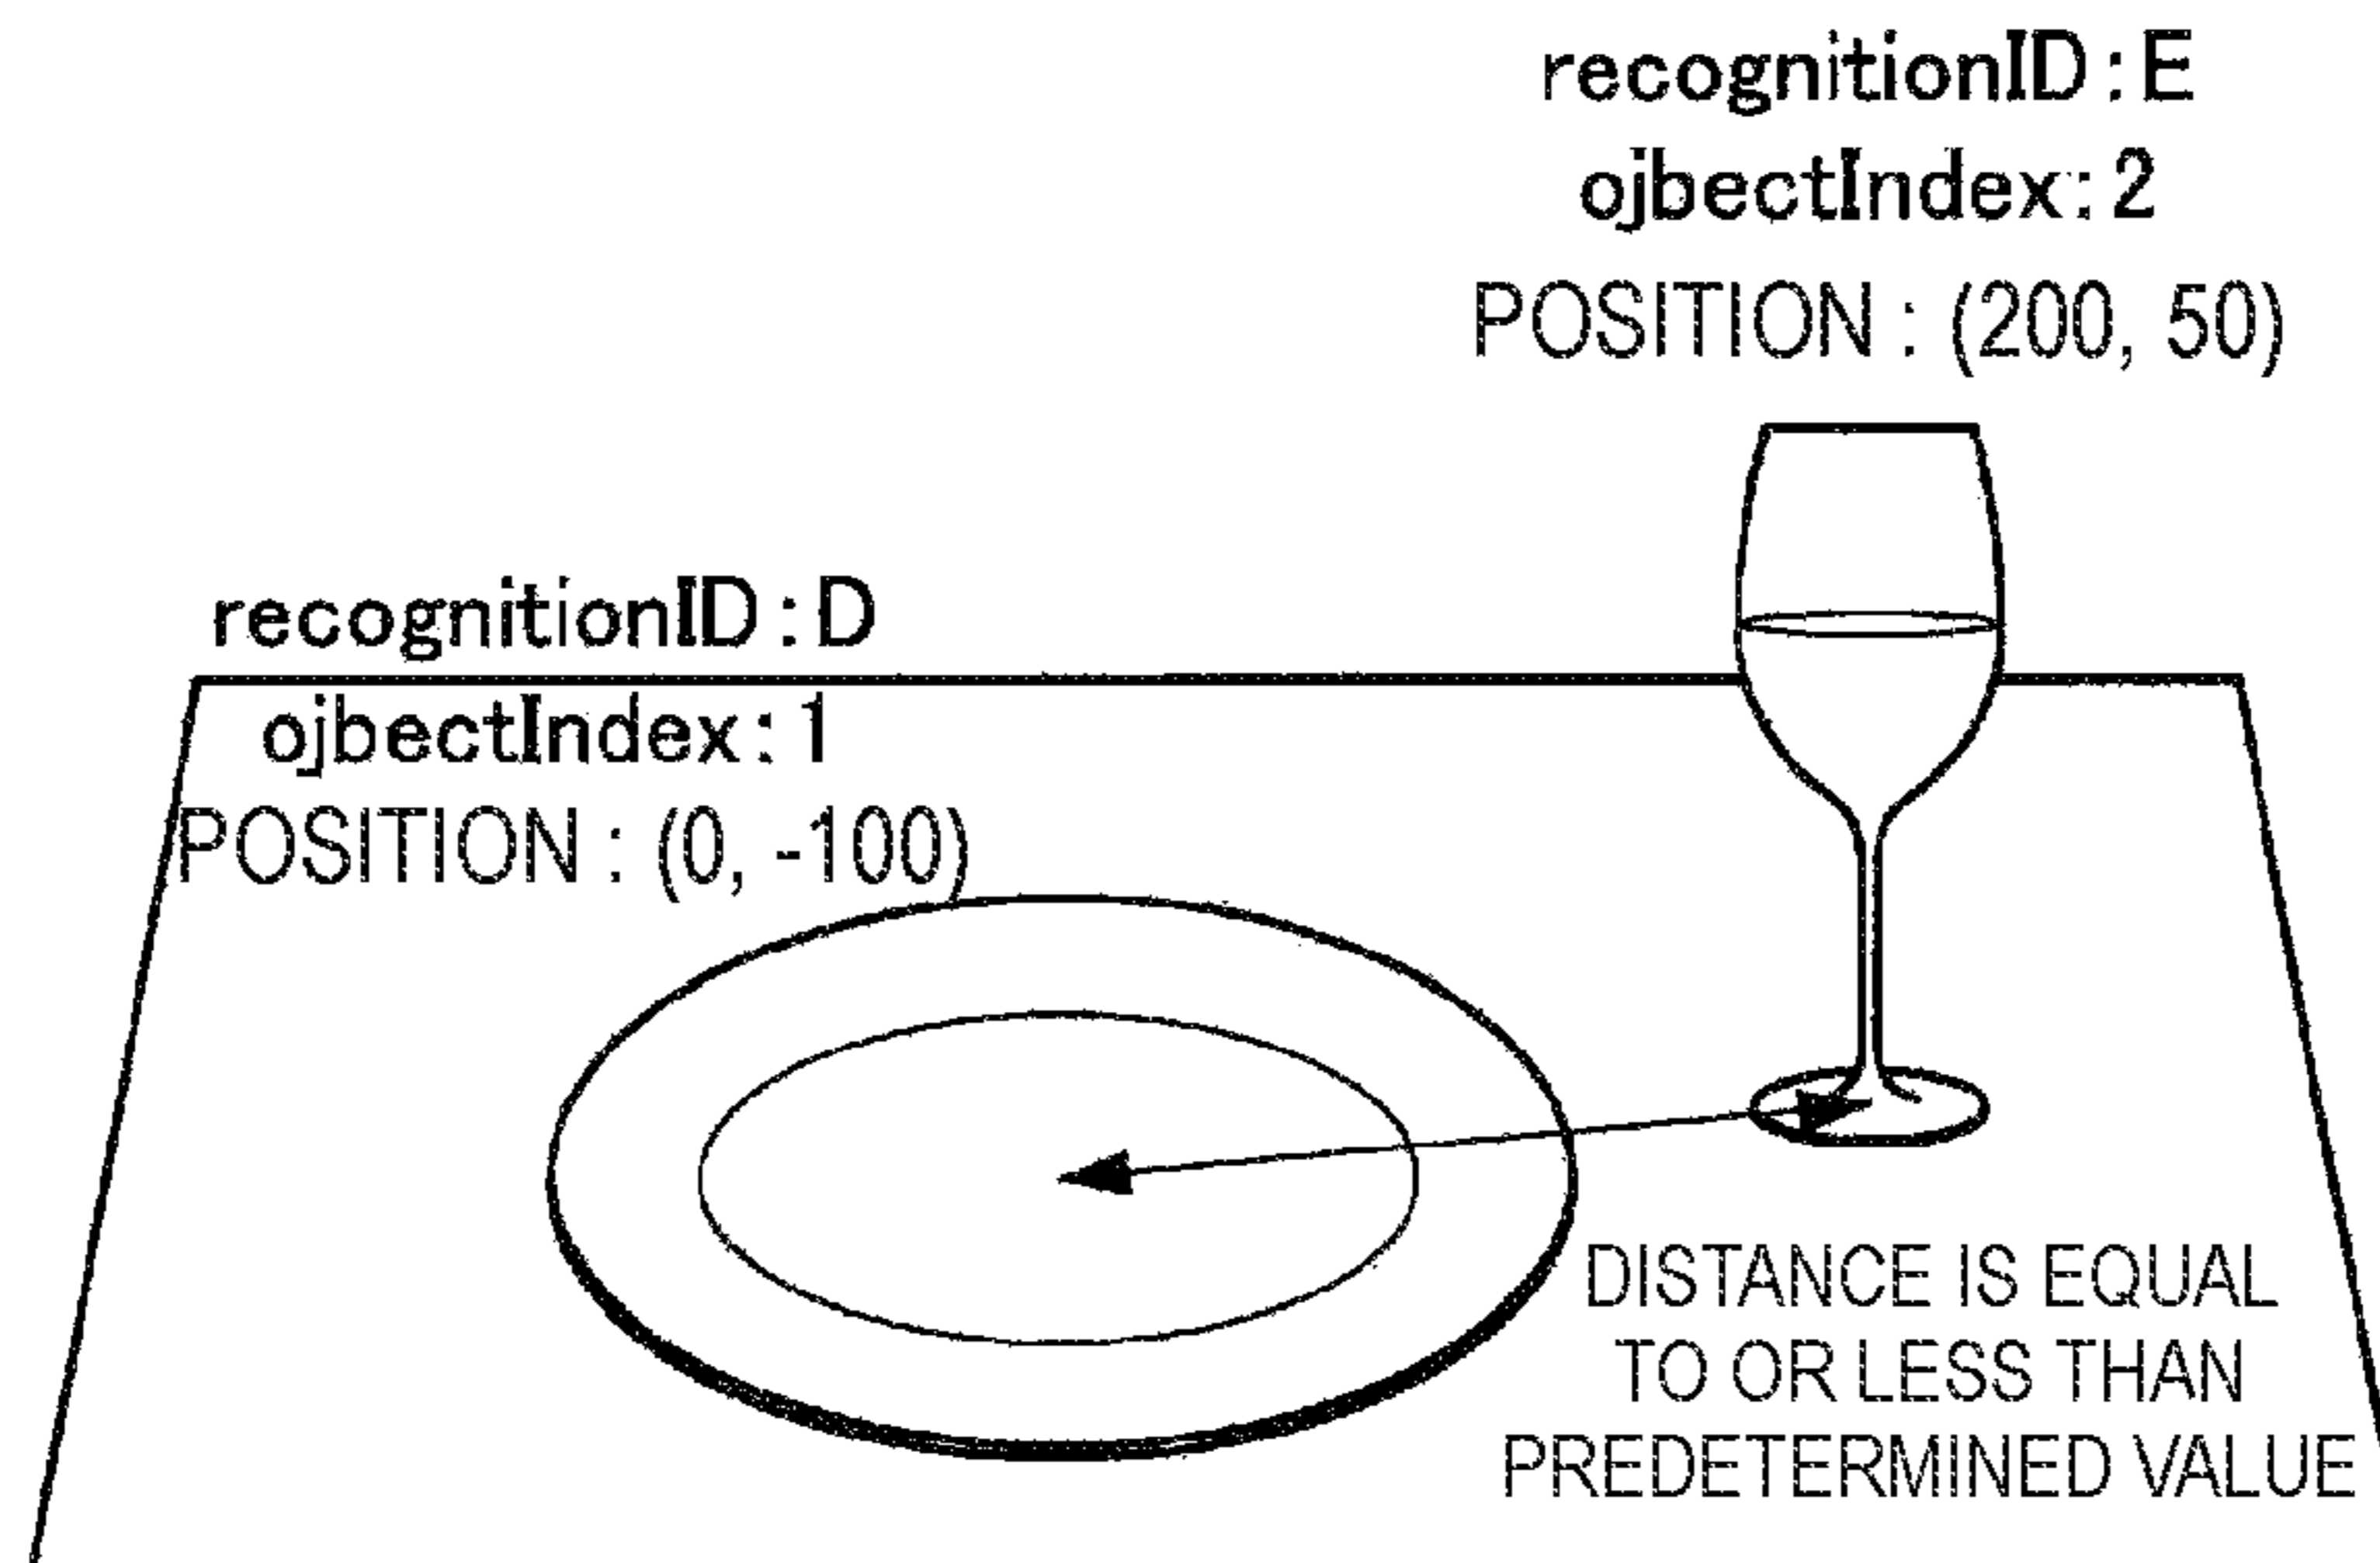 recognitionID:E
ojbectIndex:2
POSITION : (200, 50)
recognitionID:D
ojbectIndex:1
POSITION : (0, -100)
DISTANCE IS EQUAL
TO OR LESS THAN
PREDETERMINED VALUE